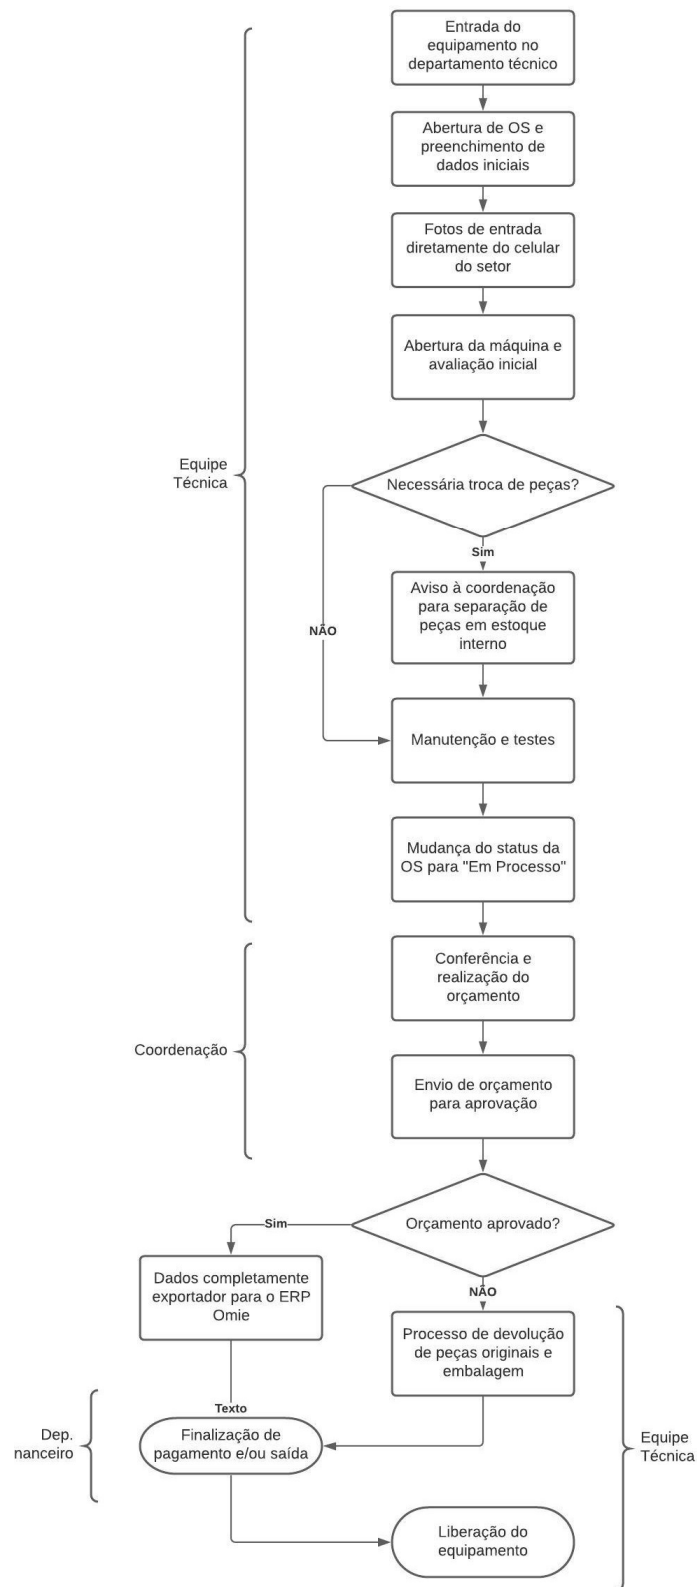 Entrada do
equipamento no
departamento técnico
Abertura de OS e
preenchimento de
dados iniciais
Fotos de entrada
diretamente do celular
do setor
Abertura da máquina e
avaliação inicial
Equipe
Técnica
Necessária troca de peças?
Sim
NÃO
Aviso à coordenação
para separação de
peças em estoque
interno
Manutenção e testes
Mudança do status da
OS para "Em Processo"
Conferência e
realização do
orçamento
Coordenação
Envio de orçamento
para aprovação
Orçamento aprovado?
Sim
NÃO
Dados completamente
exportador para o ERP
Omie
Processo de devolução
de peças originais e
embalagem
Texto
Dep.
nanceiro
Finalização de
pagamento e/ou saída
Equipe
Técnica
Liberação do
equipamento